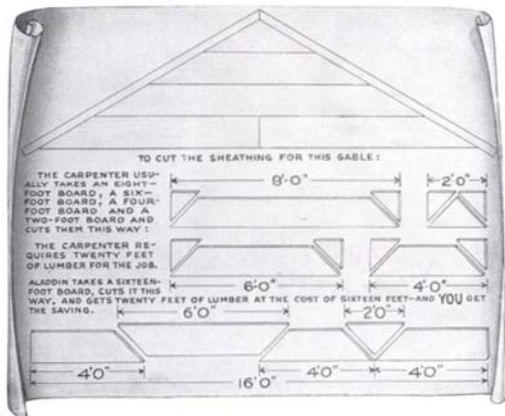 TO CUT THE SHEATHING FOR THIS GABLE:
THE CARPENTER USU-
ALLY TAKES AN EIGHT-
FOOT BOARD, A SIX-
FOOT BOARD, A FOUR-
FOOT BOARD AND A
TWO-FOOT BOARD AND
CUTS THEM THIS WAY:
8'-0"
2'0"
THE CARPENTER RE-
QUIRES TWENTY FEET
OF LUMBER FOR THE JOB.
6'0"
4'0"
ALADDIN TAKES A SIXTEEN-
FOOT BOARD, CUTS IT THIS
WAY, AND GETS TWENTY FEET OF LUMBER AT THE COST OF SIXTEEN FEET-AND YOU GET
THE SAVING.
6'0"
2'0"
4'0"
4'0"
4'0"
16'0"